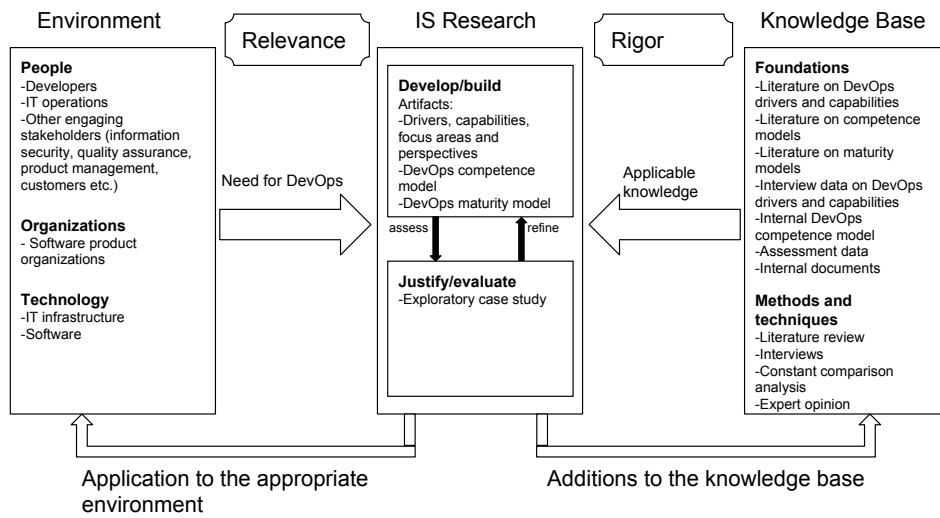 Environment
Relevance
IS Research
Rigor
Knowledge Base
People
-Developers
-IT operations
-Other engaging
stakeholders (information
security, quality assurance,
product management,
customers etc.)
Organizations
- Software product
organizations
Technology
-IT infrastructure
-Software
Need for DevOps
Develop/build
Artifacts:
-Drivers, capabilities,
focus areas and
perspectives
-DevOps competence
model
-DevOps maturity model
assess
refine
Justify/evaluate
-Exploratory case study
Applicable
knowledge
Foundations
-Literature on DevOps
drivers and capabilities
-Literature on competence
models
-Literature on maturity
models
-Interview data on DevOps
drivers and capabilities
-Internal DevOps
competence model
-Assessment data
-Internal documents
Methods and
techniques
-Literature review
-Interviews
-Constant comparison
analysis
-Expert opinion
Application to the appropriate
environment
Additions to the knowledge base